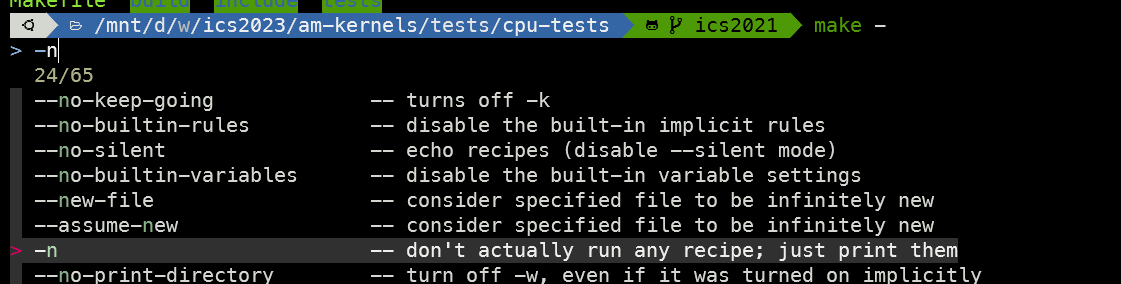 Makefile build include tests
/mnt/d/w/ics2023/am-kernels/tests/cpu-tests ics2021 make -
> -n
24/65
--no-keep-going -- turns off -k
--no-builtin-rules -- disable the built-in implicit rules
--no-silent -- echo recipes (disable --silent mode)
--no-builtin-variables -- disable the built-in variable settings
--new-file -- consider specified file to be infinitely new
--assume-new -- consider specified file to be infinitely new
> -n -- don't actually run any recipe; just print them
--no-print-directory -- turn off -w, even if it was turned on implicitly